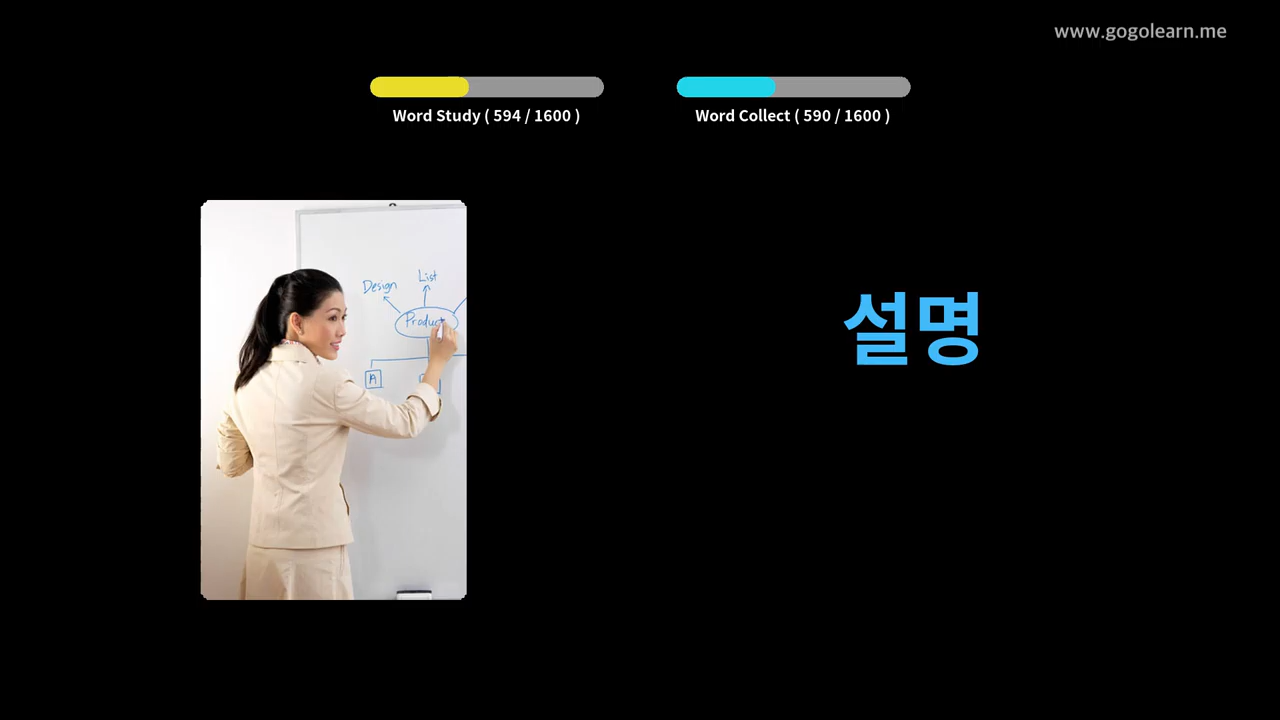 www.gogolearn.me
Word Study ( 594 / 1600 )
Word Collect ( 590 / 1600 )
List
Design
Product
A
설명